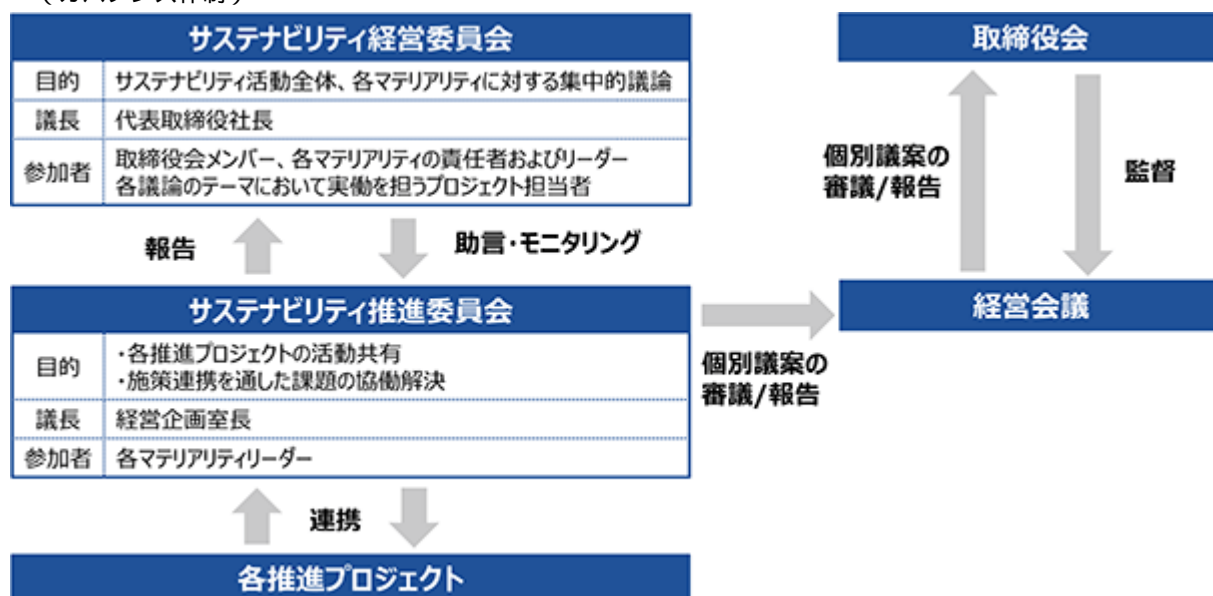 サステナビリティ経営委員会
目的 サステナビリティ活動全体、各マテリアリティに対する集中的議論
議長 代表取締役社長
参加者 取締役会メンバー、各マテリアリティの責任者およびリーダー
各議論のテーマにおいて実働を担うプロジェクト担当者
報告
助言・モニタリング
サステナビリティ推進委員会
目的 ・各推進プロジェクトの活動共有
・施策連携を通した課題の協働解決
議長 経営企画室長
参加者 各マテリアリティリーダー
連携
各推進プロジェクト
取締役会
個別議案の
審議/報告
監督
経営会議
個別議案の
審議/報告